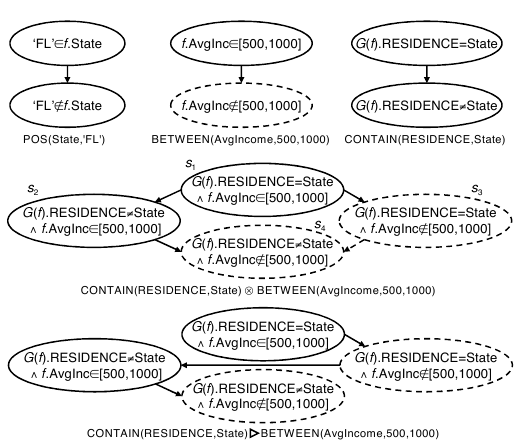 ‘FL’∈f.State
f.AvgInc∈[500,1000]
G(f).RESIDENCE=State
‘FL’∉f.State
f.AvgInc∉[500,1000]
G(f).RESIDENCE≠State
POS(State,'FL')
BETWEEN(AvgIncome,500,1000)
CONTAIN(RESIDENCE,State)
s1
G(f).RESIDENCE=State
∧ f.AvgInc∈[500,1000]
s2
G(f).RESIDENCE≠State
∧ f.AvgInc∈[500,1000]
s3
G(f).RESIDENCE=State
∧ f.AvgInc∉[500,1000]
s4
G(f).RESIDENCE≠State
∧ f.AvgInc∉[500,1000]
CONTAIN(RESIDENCE,State) ⊗ BETWEEN(AvgIncome,500,1000)
G(f).RESIDENCE=State
∧ f.AvgInc∈[500,1000]
G(f).RESIDENCE≠State
∧ f.AvgInc∈[500,1000]
G(f).RESIDENCE=State
∧ f.AvgInc∉[500,1000]
G(f).RESIDENCE≠State
∧ f.AvgInc∉[500,1000]
CONTAIN(RESIDENCE,State)▷BETWEEN(AvgIncome,500,1000)